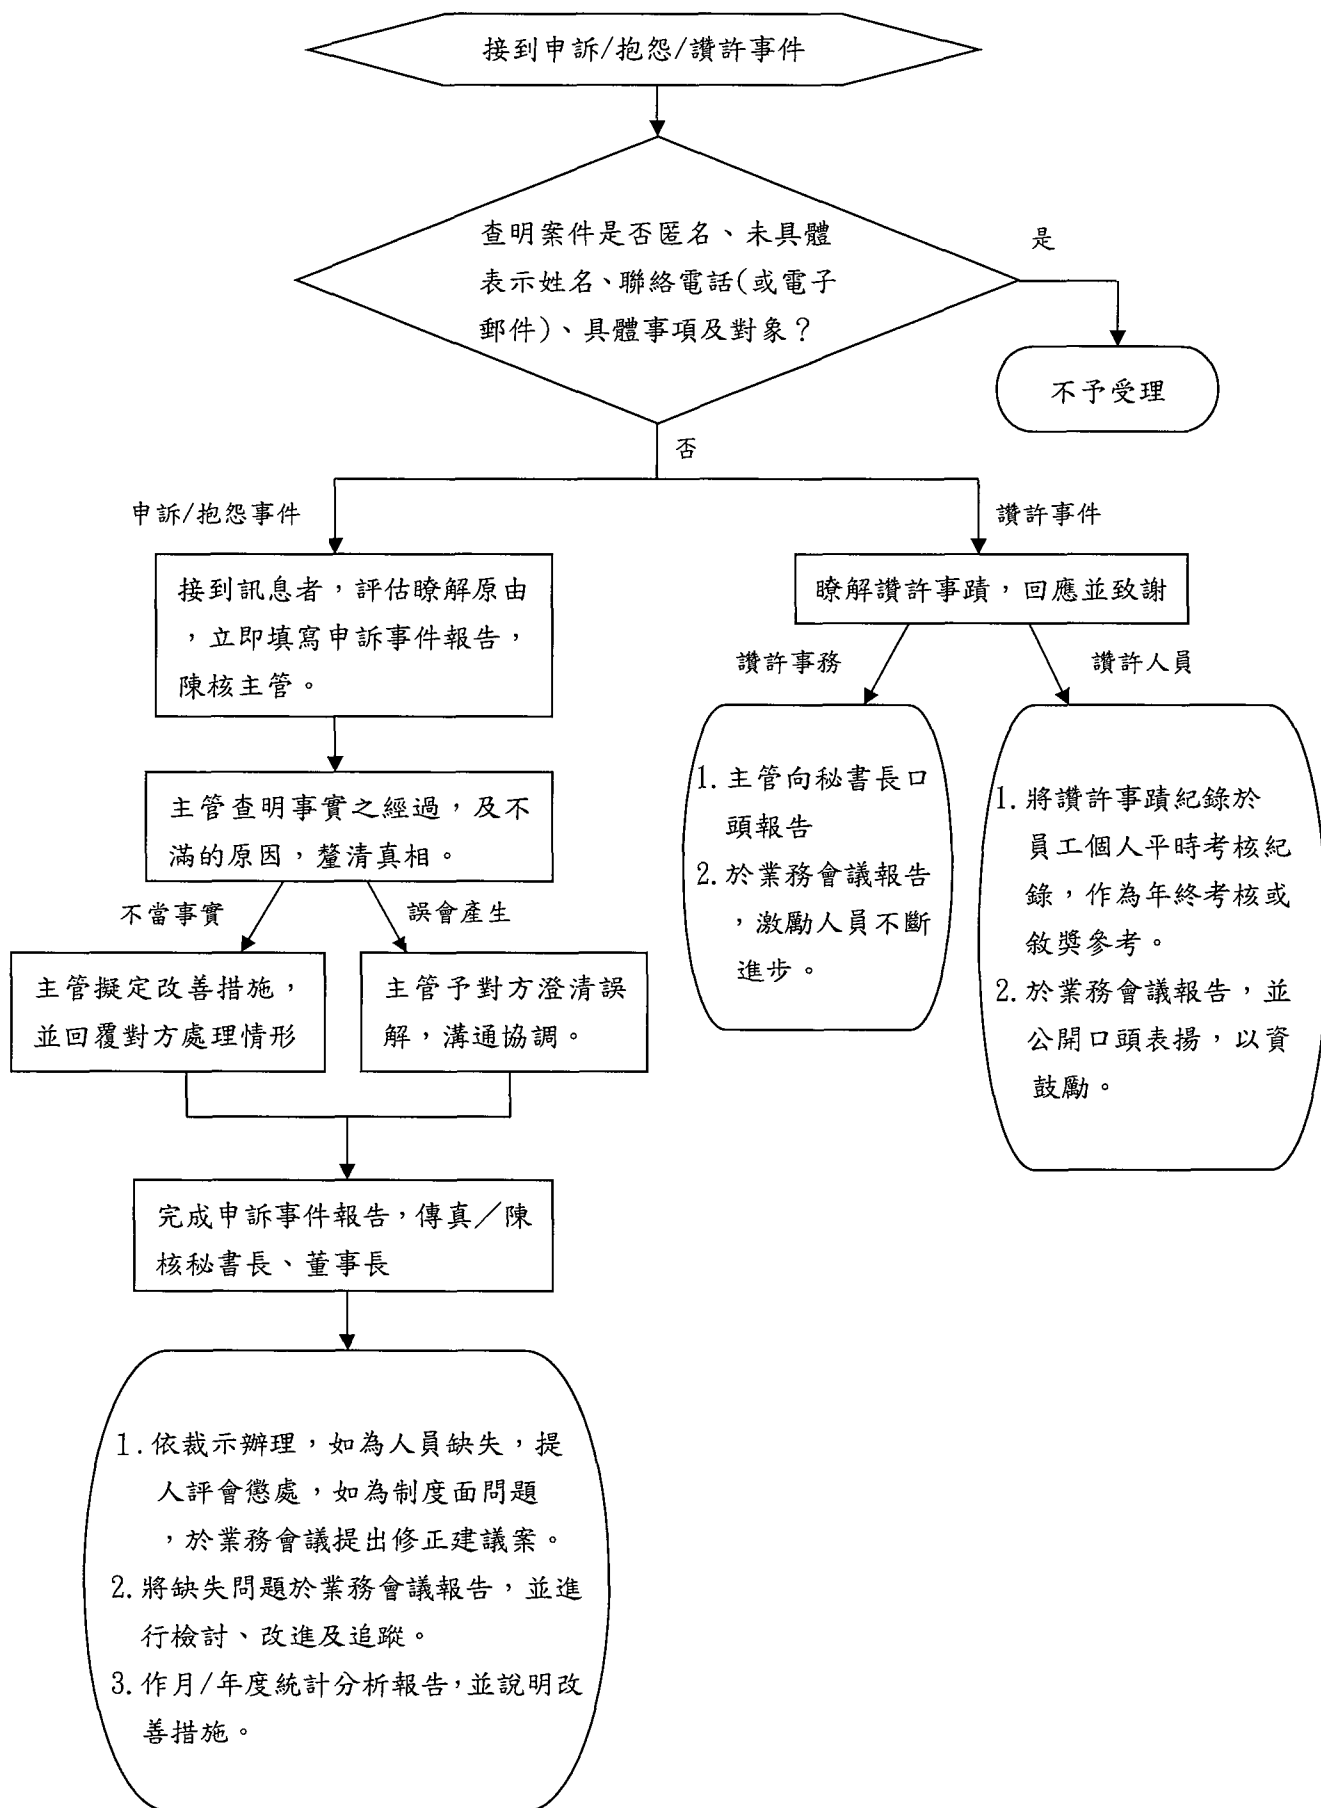 接到申訴/抱怨/讚許事件
查明案件是否匿名、未具體
表示姓名、聯絡電話(或電子
郵件)、具體事項及對象？
是
不予受理
否
申訴/抱怨事件
讚許事件
接到訊息者，評估瞭解原由
，立即填寫申訴事件報告，
陳核主管。
瞭解讚許事蹟，回應並致謝
讚許事務
讚許人員
主管查明事實之經過，及不
滿的原因，釐清真相。
1. 主管向秘書長口
頭報告
2. 於業務會議報告
，激勵人員不斷
進步。
1. 將讚許事蹟紀錄於
員工個人平時考核紀
錄，作為年終考核或
敘獎參考。
2. 於業務會議報告，並
公開口頭表揚，以資
鼓勵。
不當事實
誤會產生
主管擬定改善措施，
並回覆對方處理情形
主管予對方澄清誤
解，溝通協調。
完成申訴事件報告，傳真／陳
核秘書長、董事長
1. 依裁示辦理，如為人員缺失，提
人評會懲處，如為制度面問題
，於業務會議提出修正建議案。
2. 將缺失問題於業務會議報告，並進
行檢討、改進及追蹤。
3. 作月/年度統計分析報告，並說明改
善措施。